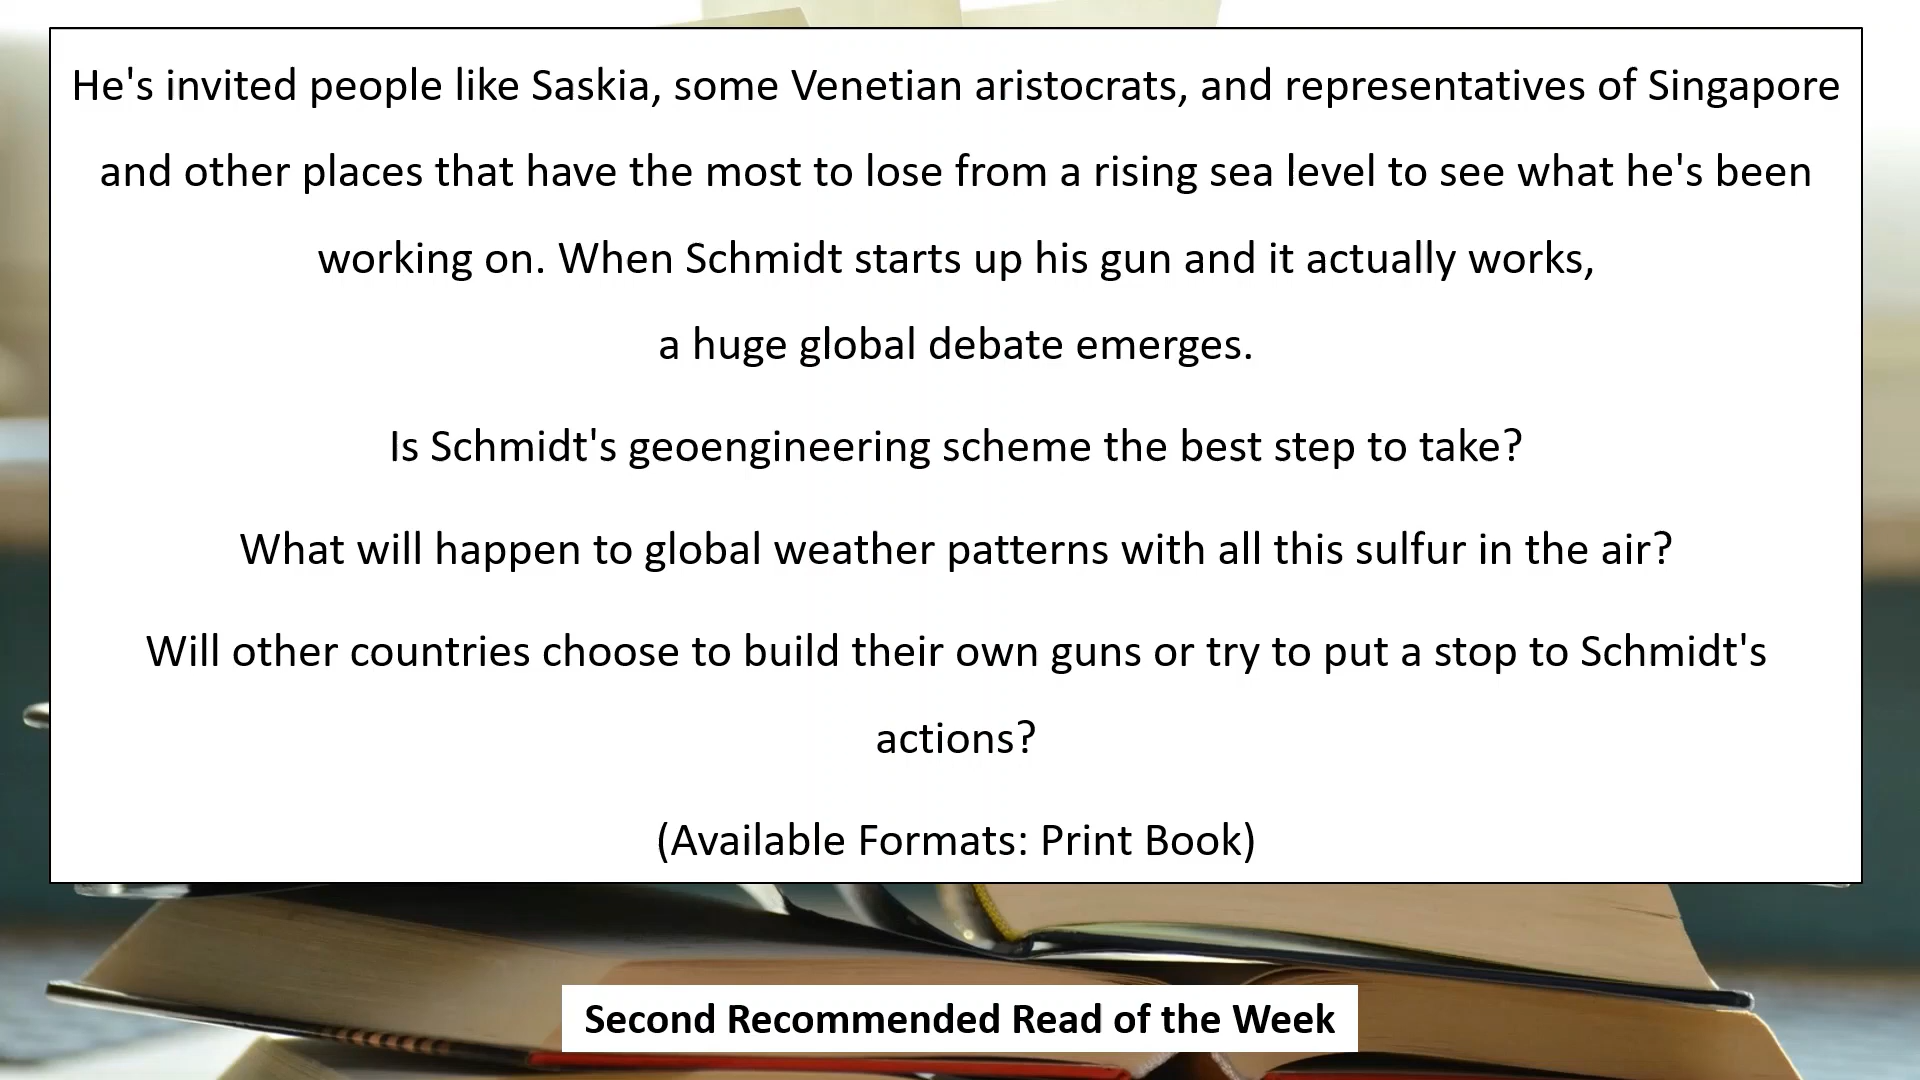 He's invited people like Saskia, some Venetian aristocrats, and representatives of Singapore
and other places that have the most to lose from a rising sea level to see what he's been
working on. When Schmidt starts up his gun and it actually works,
a huge global debate emerges.
Is Schmidt's geoengineering scheme the best step to take?
What will happen to global weather patterns with all this sulfur in the air?
Will other countries choose to build their own guns or try to put a stop to Schmidt's
actions?
(Available Formats: Print Book)
Second Recommended Read of the Week